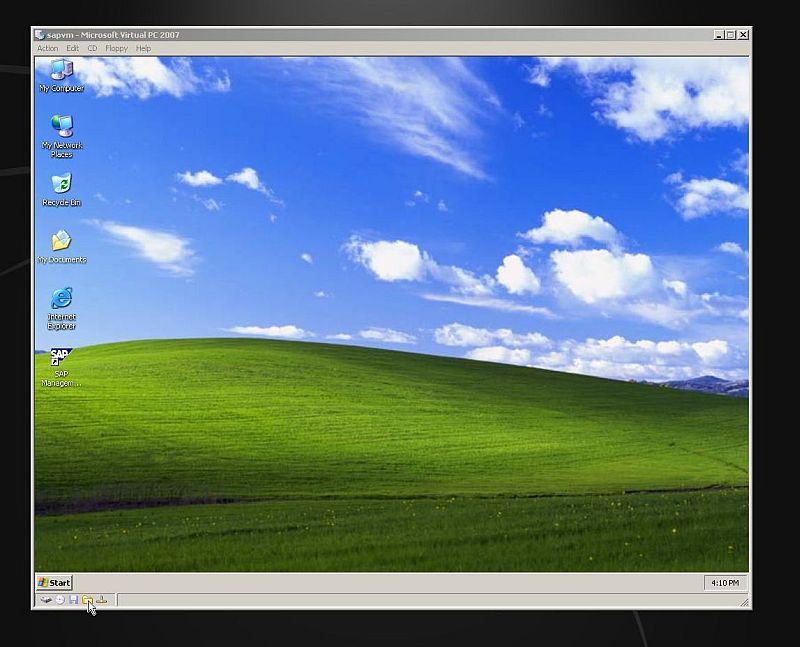 sapvm - Microsoft Virtual PC 2007
Action Edit CD Floppy Help
My Computer
My Network
Places
Recycle Bin
My Documents
Internet
Explorer
SAP
SAP
Managem...
Start
4:10 PM